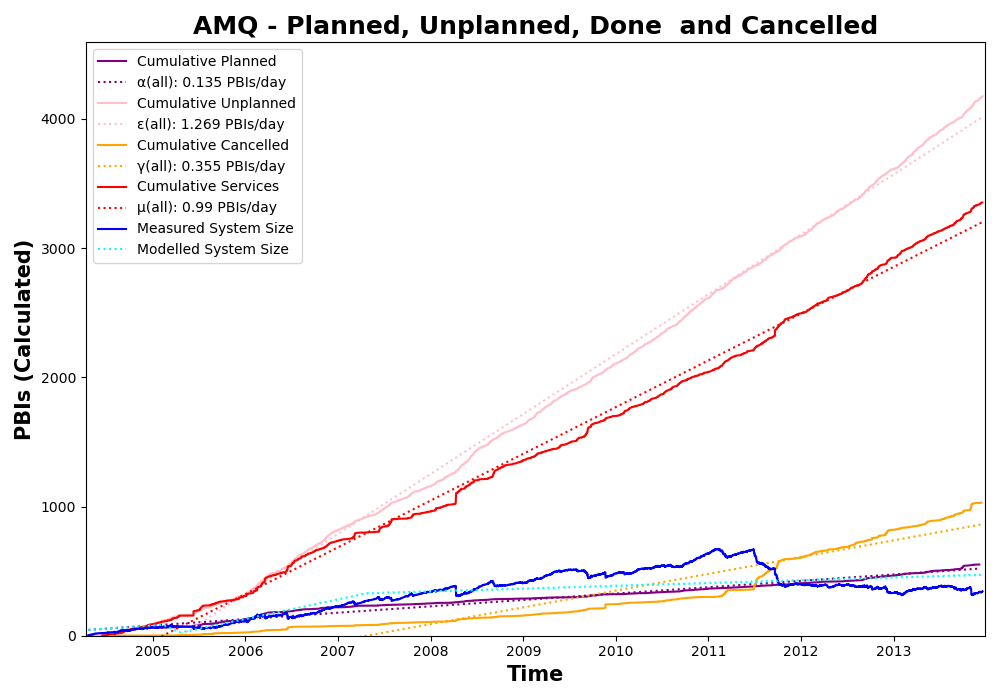 AMQ - Planned, Unplanned, Done  and Cancelled
Cumulative Planned
α(all): 0.135 PBIs/day
Cumulative Unplanned
ε(all): 1.269 PBIs/day
Cumulative Cancelled
γ(all): 0.355 PBIs/day
Cumulative Services
μ(all): 0.99 PBIs/day
Measured System Size
Modelled System Size
PBIs (Calculated)
4000
3000
2000
1000
0
2005 2006 2007 2008 2009 2010 2011 2012 2013
Time